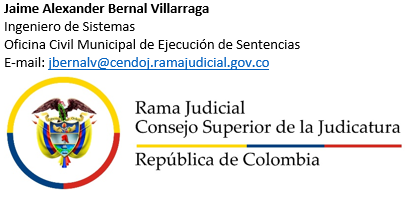 Jaime Alexander Bernal Villarraga
Ingeniero de Sistemas
Oficina Civil Municipal de Ejecución de Sentencias
E-mail: jbernalv@cendoj.ramajudicial.gov.co
Rama Judicial
Consejo Superior de la Judicatura
República de Colombia